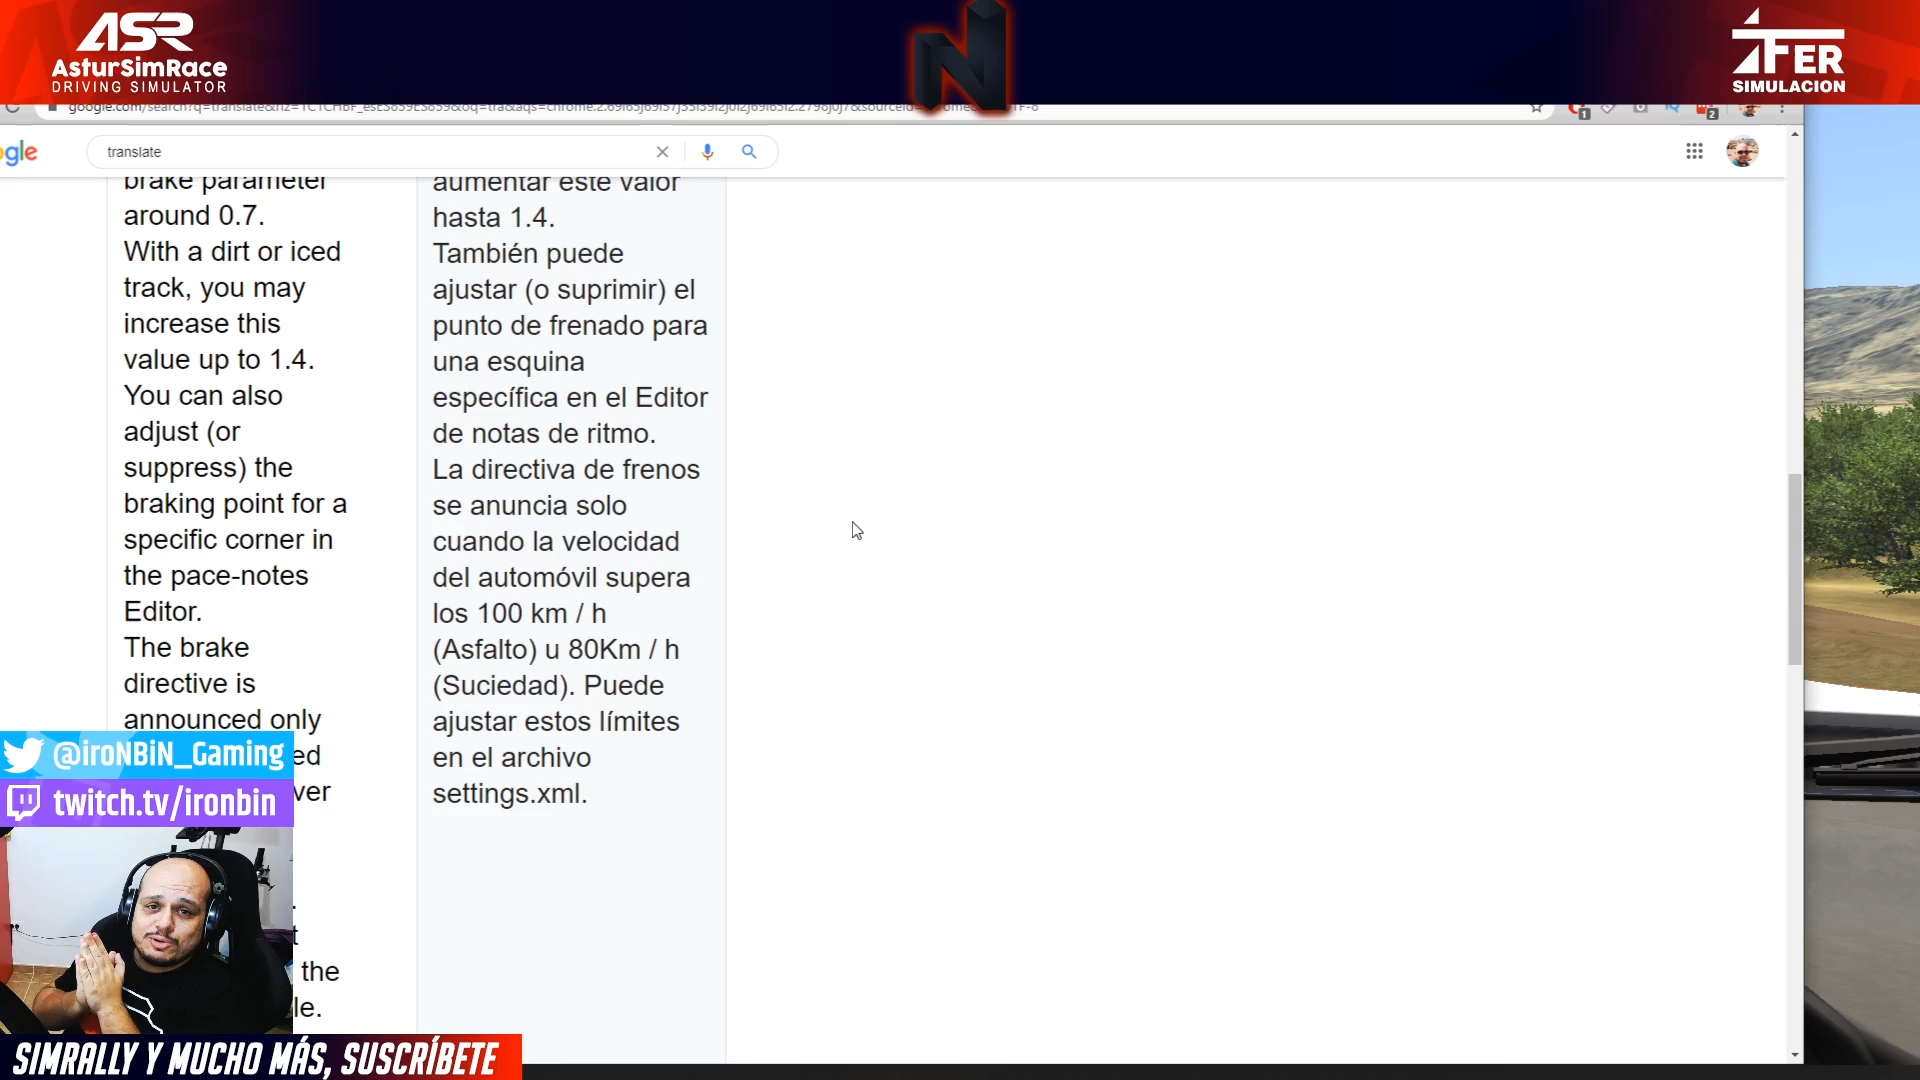 ASR
AsturSimRace
DRIVING SIMULATOR
N
FER
SIMULACION
ogle
translate
1
2
brake parameter
around 0.7.
With a dirt or iced
track, you may
increase this
value up to 1.4.
You can also
adjust (or
suppress) the
braking point for a
specific corner in
the pace-notes
Editor.
The brake
directive is
announced only
ed
ver
.
t
the
le.
aumentar este valor
hasta 1.4.
También puede
ajustar (o suprimir) el
punto de frenado para
una esquina
específica en el Editor
de notas de ritmo.
La directiva de frenos
se anuncia solo
cuando la velocidad
del automóvil supera
los 100 km / h
(Asfalto) u 80Km / h
(Suciedad). Puede
ajustar estos límites
en el archivo
settings.xml.
@iroNBiN_Gaming
twitch.tv/ironbin
SIMRALLY Y MUCHO MÁS, SUSCRÍBETE